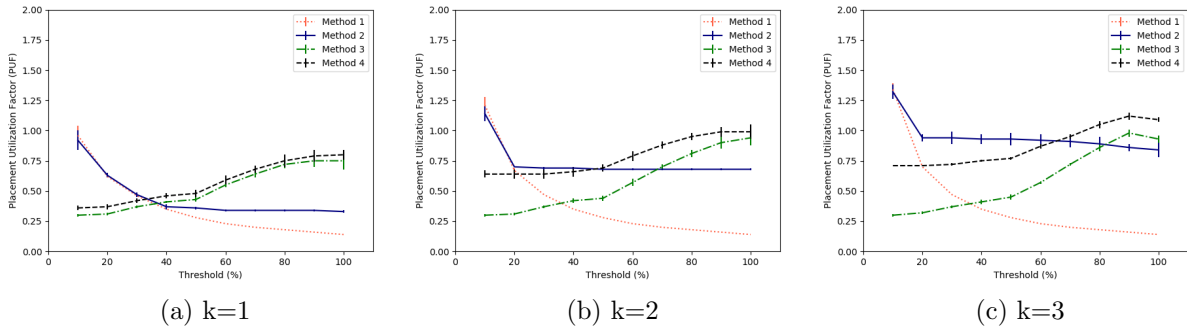 2.00
1.75
1.50
1.25
1.00
0.75
0.50
0.25
0.00
Placement Utilization Factor (PUF)
0 20 40 60 80 100
Threshold (%)
Method 1
Method 2
Method 3
Method 4
(a) k=1
2.00
1.75
1.50
1.25
1.00
0.75
0.50
0.25
0.00
Placement Utilization Factor (PUF)
0 20 40 60 80 100
Threshold (%)
Method 1
Method 2
Method 3
Method 4
(b) k=2
2.00
1.75
1.50
1.25
1.00
0.75
0.50
0.25
0.00
Placement Utilization Factor (PUF)
0 20 40 60 80 100
Threshold (%)
Method 1
Method 2
Method 3
Method 4
(c) k=3